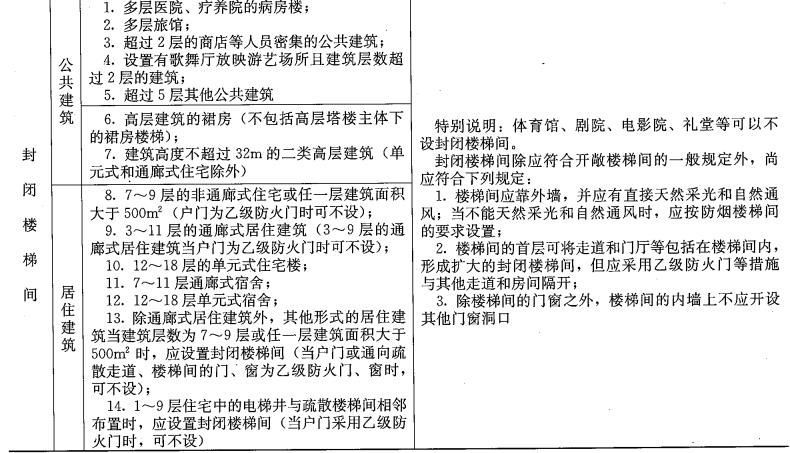 封闭楼梯间
公共建筑
1. 多层医院、疗养院的病房楼；
2. 多层旅馆；
3. 超过2层的商店等人员密集的公共建筑；
4. 设置有歌舞厅放映游艺场所且建筑层数超
过2层的建筑；
5. 超过5层其他公共建筑
6. 高层建筑的裙房（不包括高层塔楼主体下
的裙房楼梯）；
7. 建筑高度不超过32m的二类高层建筑（单
元式和通廊式住宅除外）
居住建筑
8. 7～9层的非通廊式住宅或任一层建筑面积
大于500m²（户门为乙级防火门时可不设）；
9. 3～11层的通廊式居住建筑（3～9层的通
廊式居住建筑当户门为乙级防火门时可不设）；
10. 12～18层的单元式住宅楼；
11. 7～11层通廊式宿舍；
12. 12～18层单元式宿舍；
13. 除通廊式居住建筑外，其他形式的居住建
筑当建筑层数为7～9层或任一层建筑面积大于
500m²时，应设置封闭楼梯间（当户门或通向疏
散走道、楼梯间的门、窗为乙级防火门、窗时，
可不设）；
14. 1～9层住宅中的电梯井与疏散楼梯间相邻
布置时，应设置封闭楼梯间（当户门采用乙级防
火门时，可不设）
特别说明：体育馆、剧院、电影院、礼堂等可以不
设封闭楼梯间。
封闭楼梯间除应符合开敞楼梯间的一般规定外，尚
应符合下列规定：
1. 楼梯间应靠外墙，并应有直接天然采光和自然通
风；当不能天然采光和自然通风时，应按防烟楼梯间
的要求设置；
2. 楼梯间的首层可将走道和门厅等包括在楼梯间内，
形成扩大的封闭楼梯间，但应采用乙级防火门等措施
与其他走道和房间隔开；
3. 除楼梯间的门窗之外，楼梯间的内墙上不应开设
其他门窗洞口